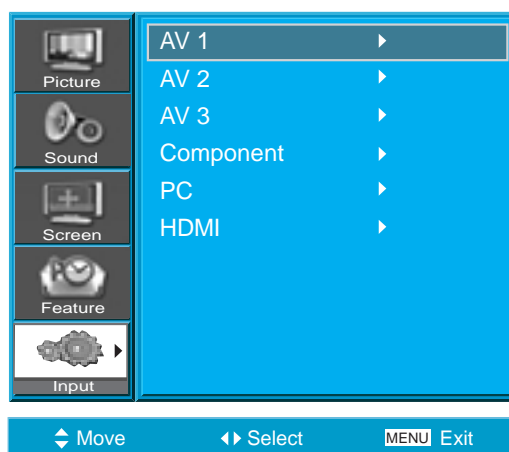 Picture
Sound
Screen
Feature
Input
AV 1
AV 2
AV 3
Component
PC
HDMI
Move Select MENU Exit